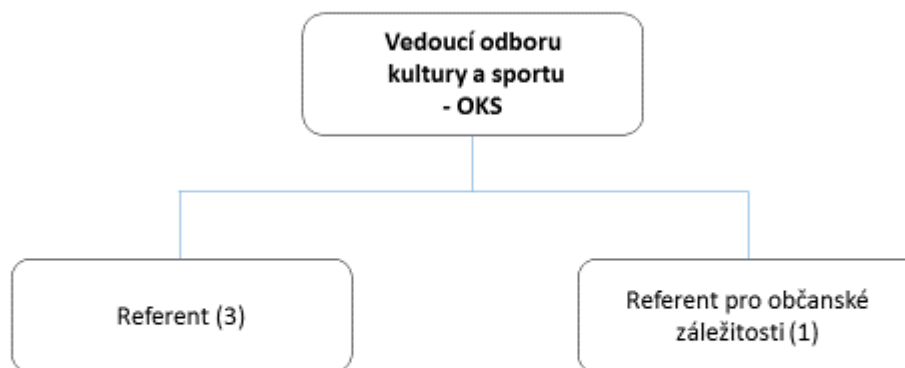 Vedoucí odboru
kultury a sportu
- OKS
Referent (3)
Referent pro občanské
záležitosti (1)